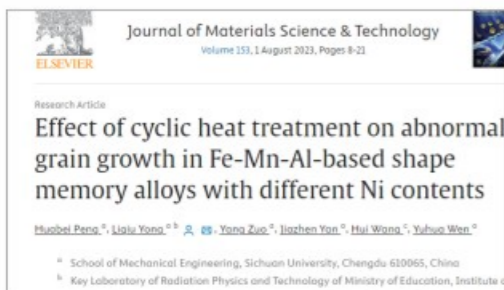 Journal of Materials Science & Technology
Volume 153, 1 August 2023, Pages 8-21
ELSEVIER
Research Article
Effect of cyclic heat treatment on abnormal
grain growth in Fe-Mn-Al-based shape
memory alloys with different Ni contents
Huabei Peng a, Liqiu Yong a b, Yang Zuo a, Jiazhen Yan a, Hui Wang c, Yuhua Wen a
a School of Mechanical Engineering, Sichuan University, Chengdu 610065, China
b Key Laboratory of Radiation Physics and Technology of Ministry of Education, Institute o